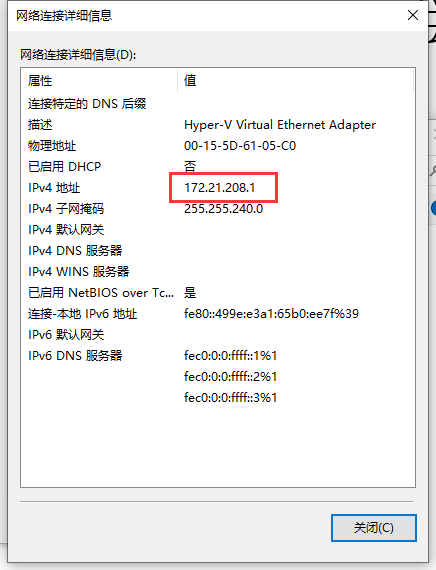 网络连接详细信息
网络连接详细信息(D):
属性 值
连接特定的 DNS 后缀
描述 Hyper-V Virtual Ethernet Adapter
物理地址 00-15-5D-61-05-C0
已启用 DHCP 否
IPv4 地址 172.21.208.1
IPv4 子网掩码 255.255.240.0
IPv4 默认网关
IPv4 DNS 服务器
IPv4 WINS 服务器
已启用 NetBIOS over Tc... 是
连接-本地 IPv6 地址 fe80::499e:e3a1:65b0:ee7f%39
IPv6 默认网关
IPv6 DNS 服务器 fec0:0:0:ffff::1%1
fec0:0:0:ffff::2%1
fec0:0:0:ffff::3%1
关闭(C)